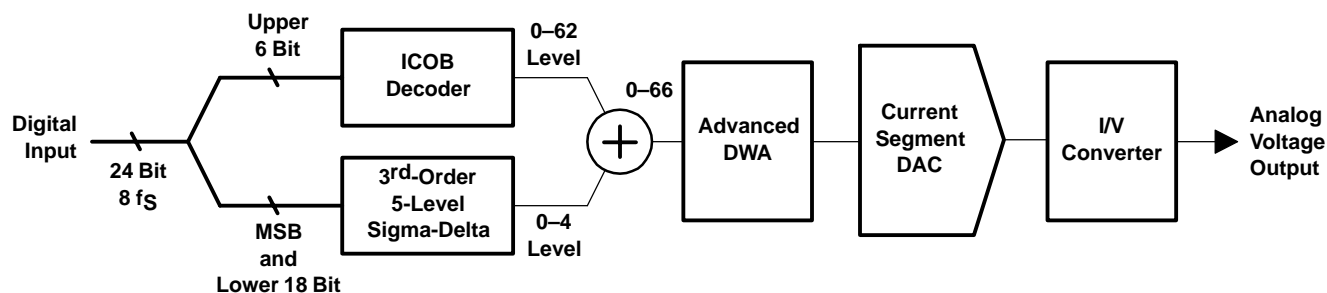 Digital
Input
24 Bit
8 fS
Upper
6 Bit
ICOB
Decoder
0–62
Level
MSB
and
Lower 18 Bit
3rd-Order
5-Level
Sigma-Delta
0–4
Level
+
0–66
Advanced
DWA
Current
Segment
DAC
I/V
Converter
Analog
Voltage
Output